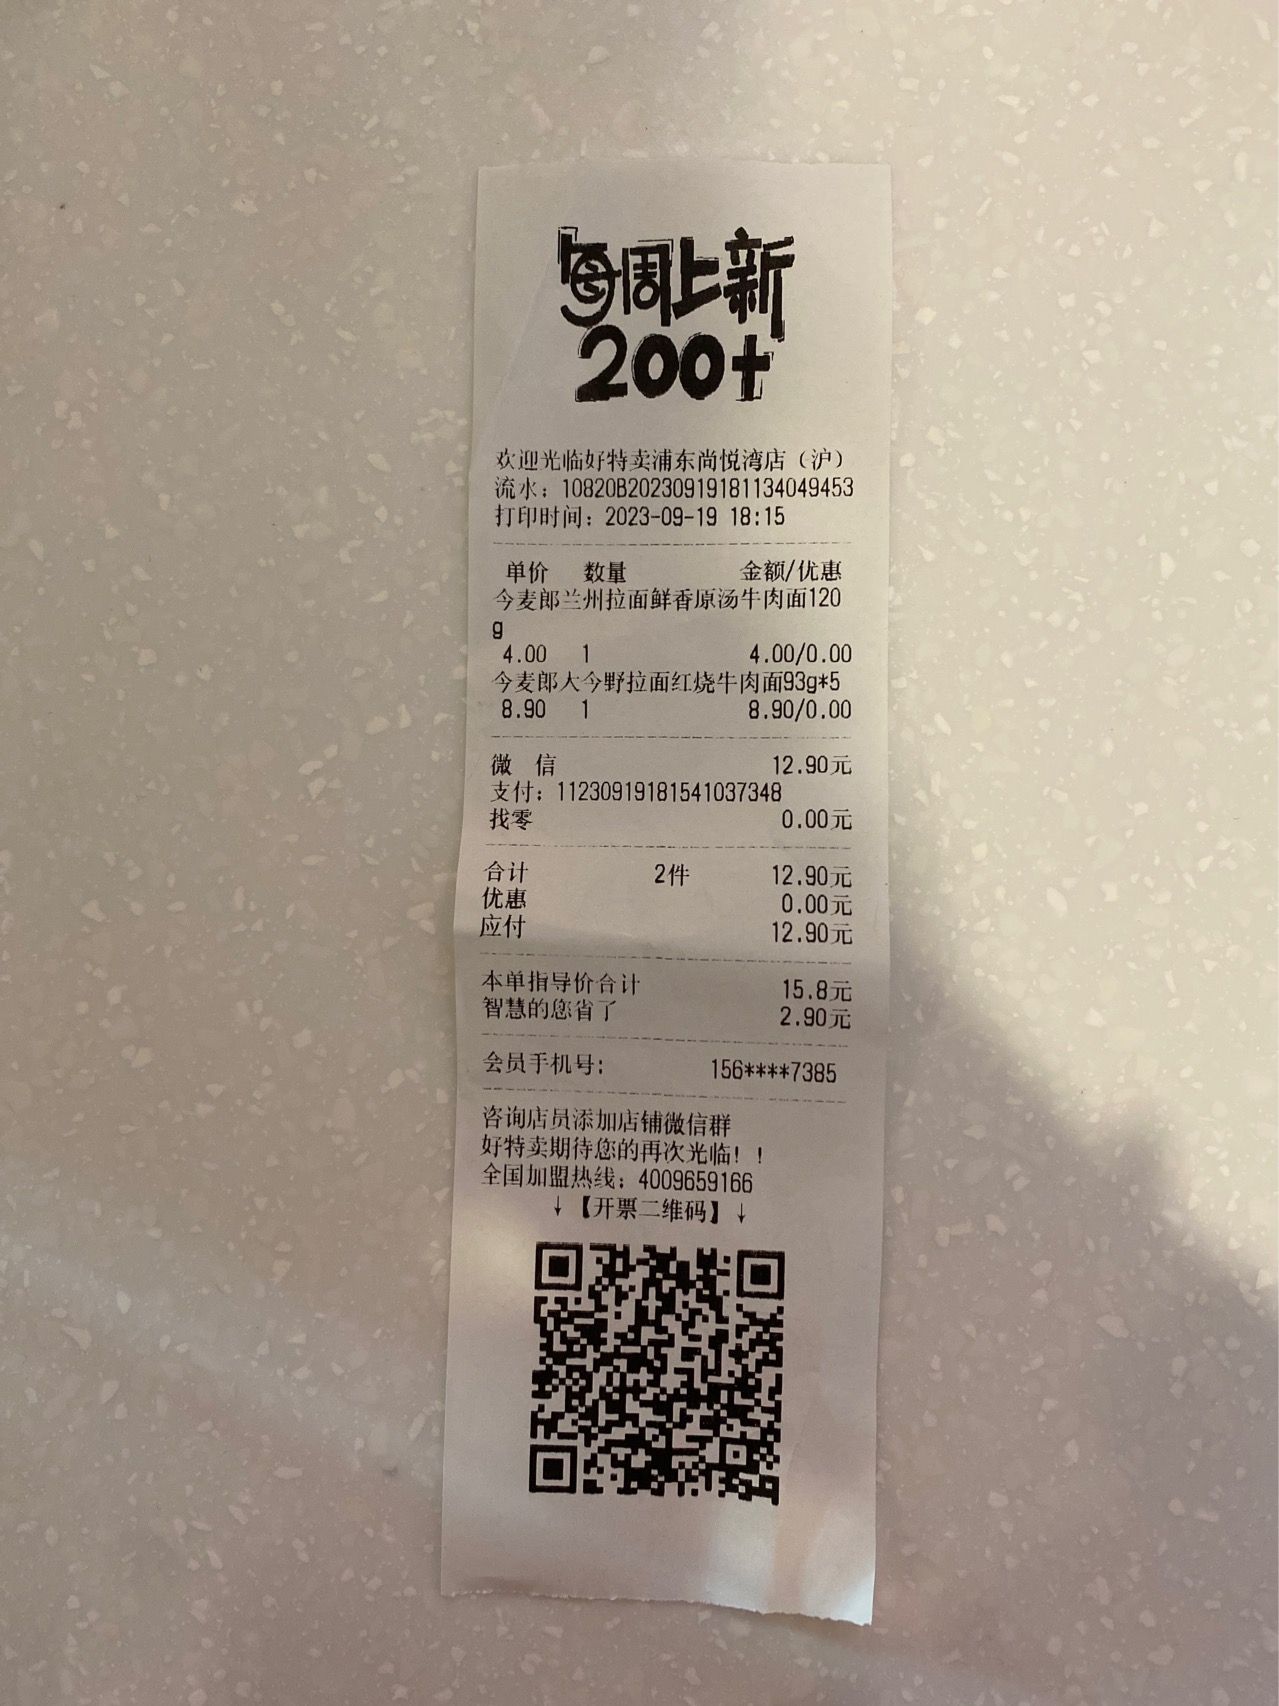 每周上新
200+
欢迎光临好特卖浦东尚悦湾店（沪）
流水：10820B20230919181134049453
打印时间：2023-09-19 18:15
单价 数量 金额/优惠
今麦郎兰州拉面鲜香原汤牛肉面120
g
4.00 1 4.00/0.00
今麦郎大今野拉面红烧牛肉面93g*5
8.90 1 8.90/0.00
微 信 12.90元
支付：11230919181541037348
找零 0.00元
合计 2件 12.90元
优惠 0.00元
应付 12.90元
本单指导价合计 15.8元
智慧的您省了 2.90元
会员手机号: 156****7385
咨询店员添加店铺微信群
好特卖期待您的再次光临！！
全国加盟热线：4009659166
↓【开票二维码】↓